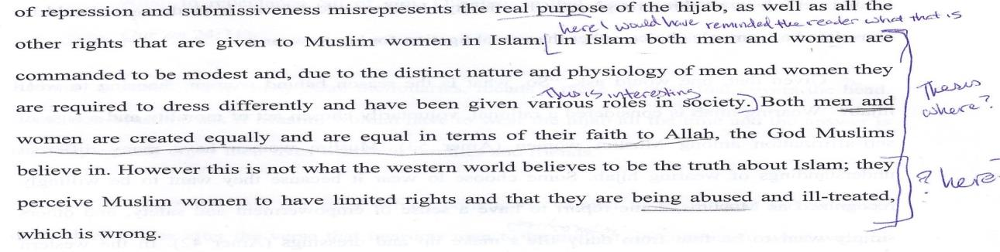 of repression and submissiveness misrepresents the real purpose of the hijab, as well as all the
here I would have reminded the reader what that is
other rights that are given to Muslim women in Islam. In Islam both men and women are
commanded to be modest and, due to the distinct nature and physiology of men and women they
This is interesting
are required to dress differently and have been given various roles in society. Both men and
Thesis
where?
women are created equally and are equal in terms of their faith to Allah, the God Muslims
believe in. However this is not what the western world believes to be the truth about Islam; they
? here
perceive Muslim women to have limited rights and that they are being abused and ill-treated,
which is wrong.